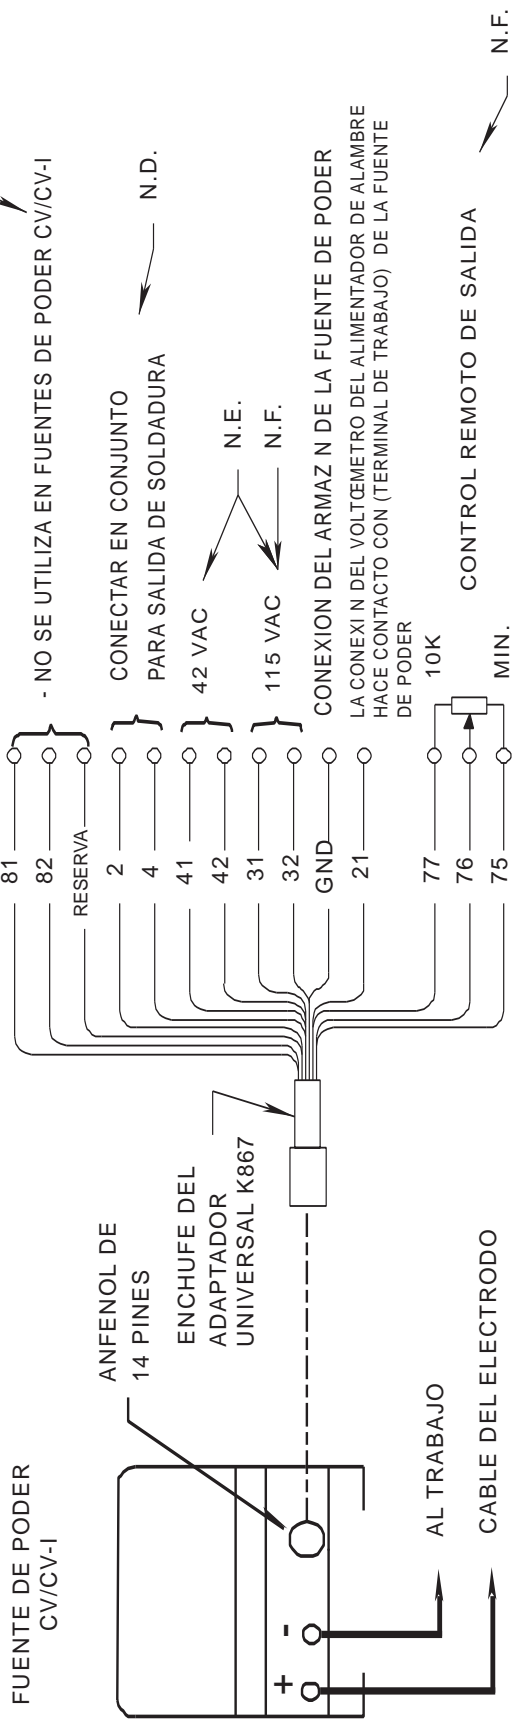 FUENTE DE PODER
CV/CV-I
ANFENOL DE
14 PINES
ENCHUFE DEL
ADAPTADOR
UNIVERSAL K867
+
-
AL TRABAJO
CABLE DEL ELECTRODO
81
82
RESERVA
- NO SE UTILIZA EN FUENTES DE PODER CV/CV-I
2
4
CONECTAR EN CONJUNTO
PARA SALIDA DE SOLDADURA
N.D.
41
42
42 VAC
N.E.
31
32
115 VAC
N.F.
GND
CONEXION DEL ARMAZ N DE LA FUENTE DE PODER
21
LA CONEXI N DEL VOLTŒMETRO DEL ALIMENTADOR DE ALAMBRE
HACE CONTACTO CON (TERMINAL DE TRABAJO) DE LA FUENTE
DE PODER
77
76
75
10K
MIN.
CONTROL REMOTO DE SALIDA
N.F.